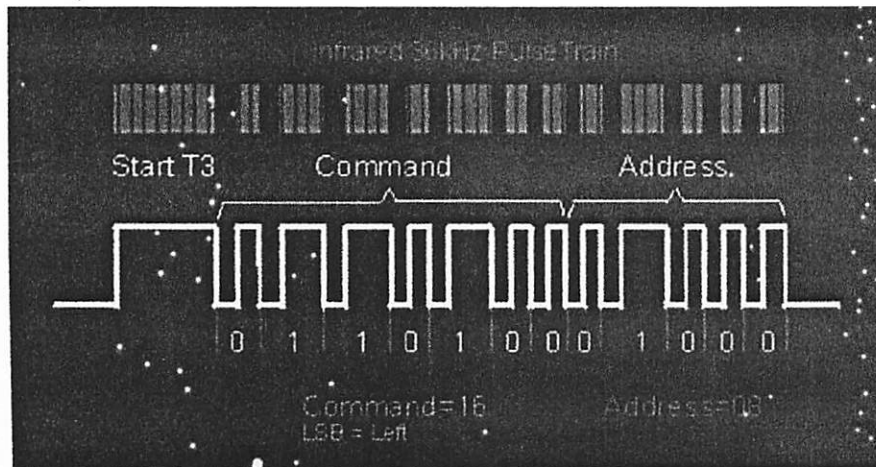 Infrared 36kHz Pulse Train
Start T3 Command Address.
0 1 1 0 1 0 0 0 1 0 0 0
Command=16 Address=08
LSB = Left